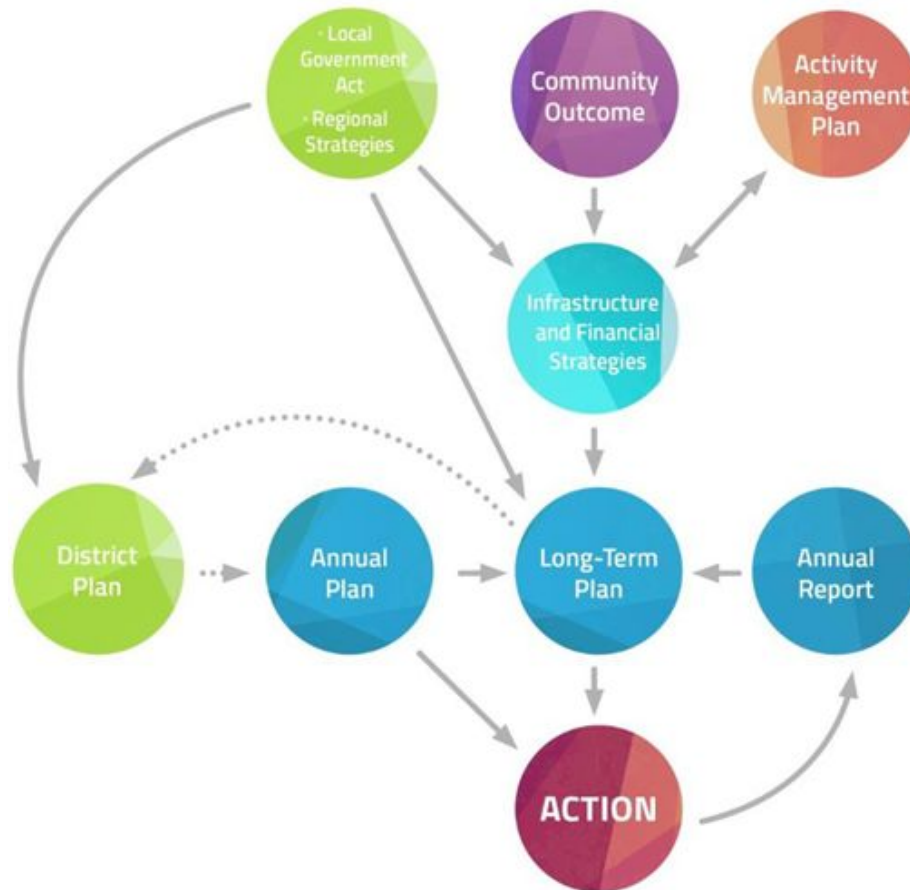 · Local
Government
Act
· Regional
Strategies
Community
Outcome
Activity
Management
Plan
Infrastructure
and Financial
Strategies
District
Plan
Annual
Plan
Long-Term
Plan
Annual
Report
ACTION